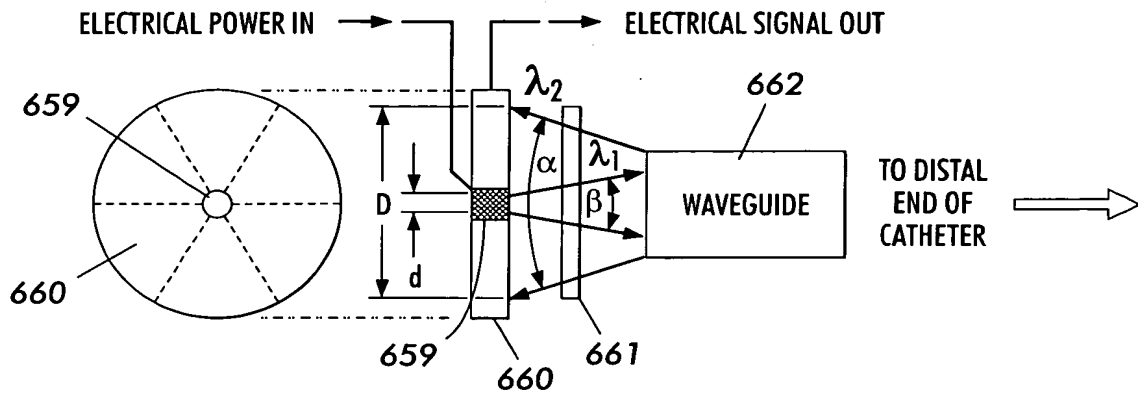 ELECTRICAL POWER IN
ELECTRICAL SIGNAL OUT
659
λ2
662
α
λ1
D
β
WAVEGUIDE
TO DISTAL
END OF
CATHETER
660
d
659
660
661